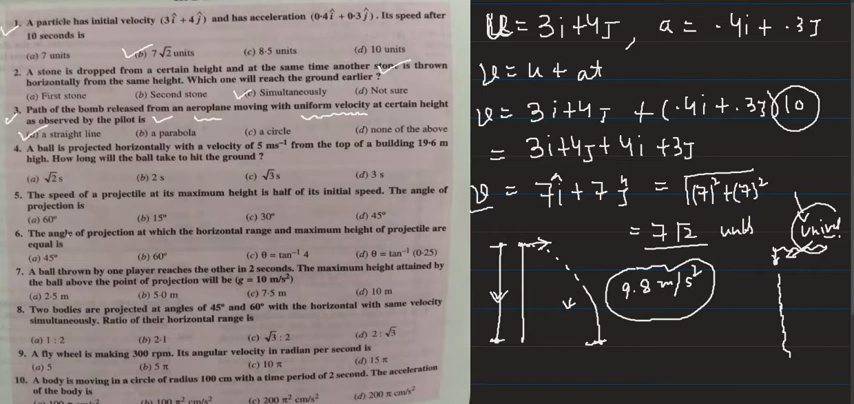 1. A particle has initial velocity (3î + 4ĵ) and has acceleration (0·4î + 0·3ĵ). Its speed after
10 seconds is
(a) 7 units (b) 7√2 units (c) 8·5 units (d) 10 units
2. A stone is dropped from a certain height and at the same time another stone is thrown
horizontally from the same height. Which one will reach the ground earlier ?
(a) First stone (b) Second stone (c) Simultaneously (d) Not sure
3. Path of the bomb released from an aeroplane moving with uniform velocity at certain height
as observed by the pilot is
(a) a straight line (b) a parabola (c) a circle (d) none of the above
4. A ball is projected horizontally with a velocity of 5 ms⁻¹ from the top of a building 19·6 m
high. How long will the ball take to hit the ground ?
(a) √2 s (b) 2 s (c) √3 s (d) 3 s
5. The speed of a projectile at its maximum height is half of its initial speed. The angle of
projection is
(a) 60° (b) 15° (c) 30° (d) 45°
6. The angle of projection at which the horizontal range and maximum height of projectile are
equal is
(a) 45° (b) 60° (c) θ = tan⁻¹ 4 (d) θ = tan⁻¹ (0·25)
7. A ball thrown by one player reaches the other in 2 seconds. The maximum height attained by
the ball above the point of projection will be (g = 10 m/s²)
(a) 2·5 m (b) 5·0 m (c) 7·5 m (d) 10 m
8. Two bodies are projected at angles of 45° and 60° with the horizontal with same velocity
simultaneously. Ratio of their horizontal range is
(a) 1 : 2 (b) 2·1 (c) √3 : 2 (d) 2 : √3
9. A fly wheel is making 300 rpm. Its angular velocity in radian per second is
(a) 5 (b) 5 π (c) 10 π (d) 15 π
10. A body is moving in a circle of radius 100 cm with a time period of 2 second. The acceleration
of the body is
(b) 100 π² cm/s² (c) 200 π² cm/s² (d) 200 π cm/s²
u = 3i+4J, a = .4i + .3J
v = u + at
v = 3i+4J + (.4i + .3J)10
= 3i+4J+4i +3J
v = 7î + 7ĵ = √(7)²+(7)²
= 7√2 units
9.8 m/s²